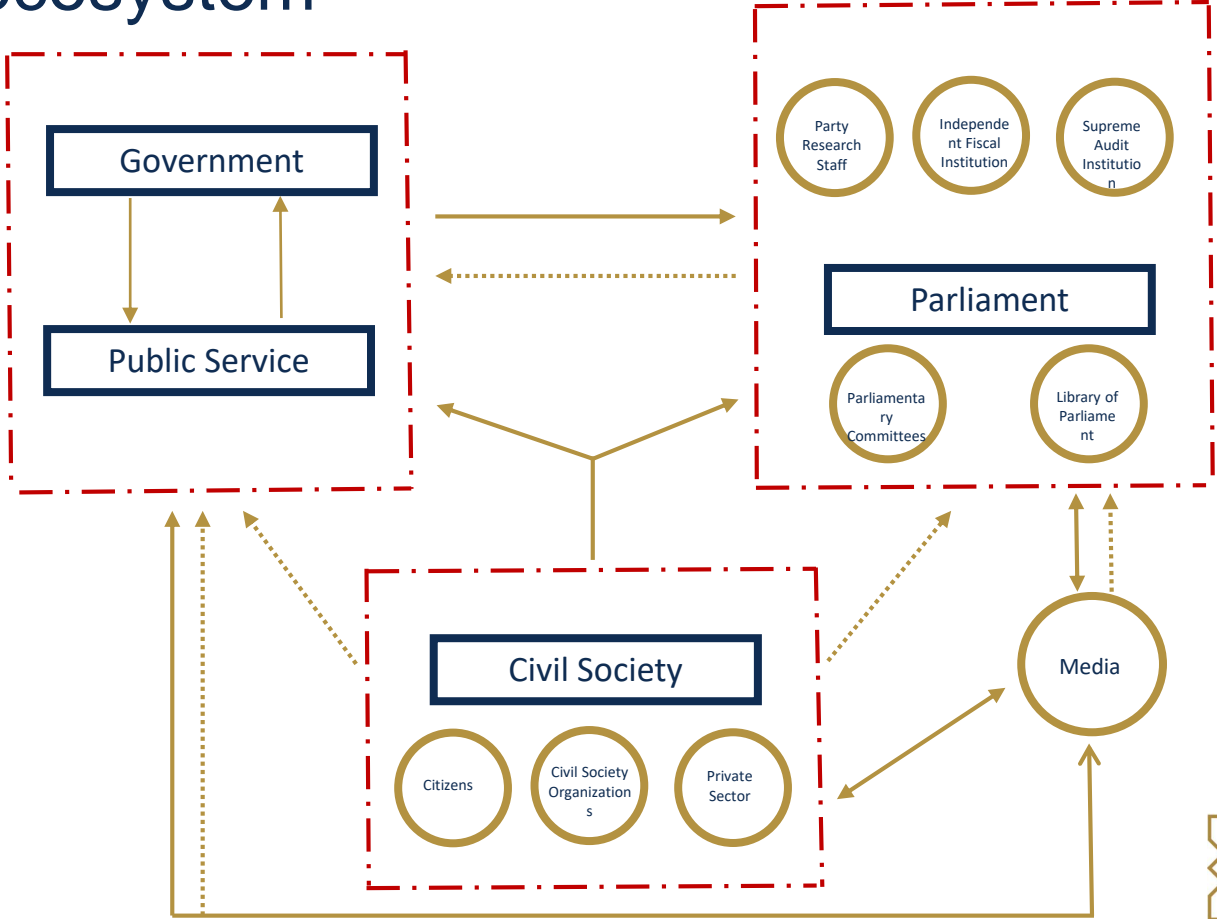 Government
Public Service
Party
Research
Staff
Independe
nt Fiscal
Institution
Supreme
Audit
Institutio
n
Parliament
Parliamenta
ry
Committees
Library of
Parliame
nt
Civil Society
Citizens
Civil Society
Organization
s
Private
Sector
Media